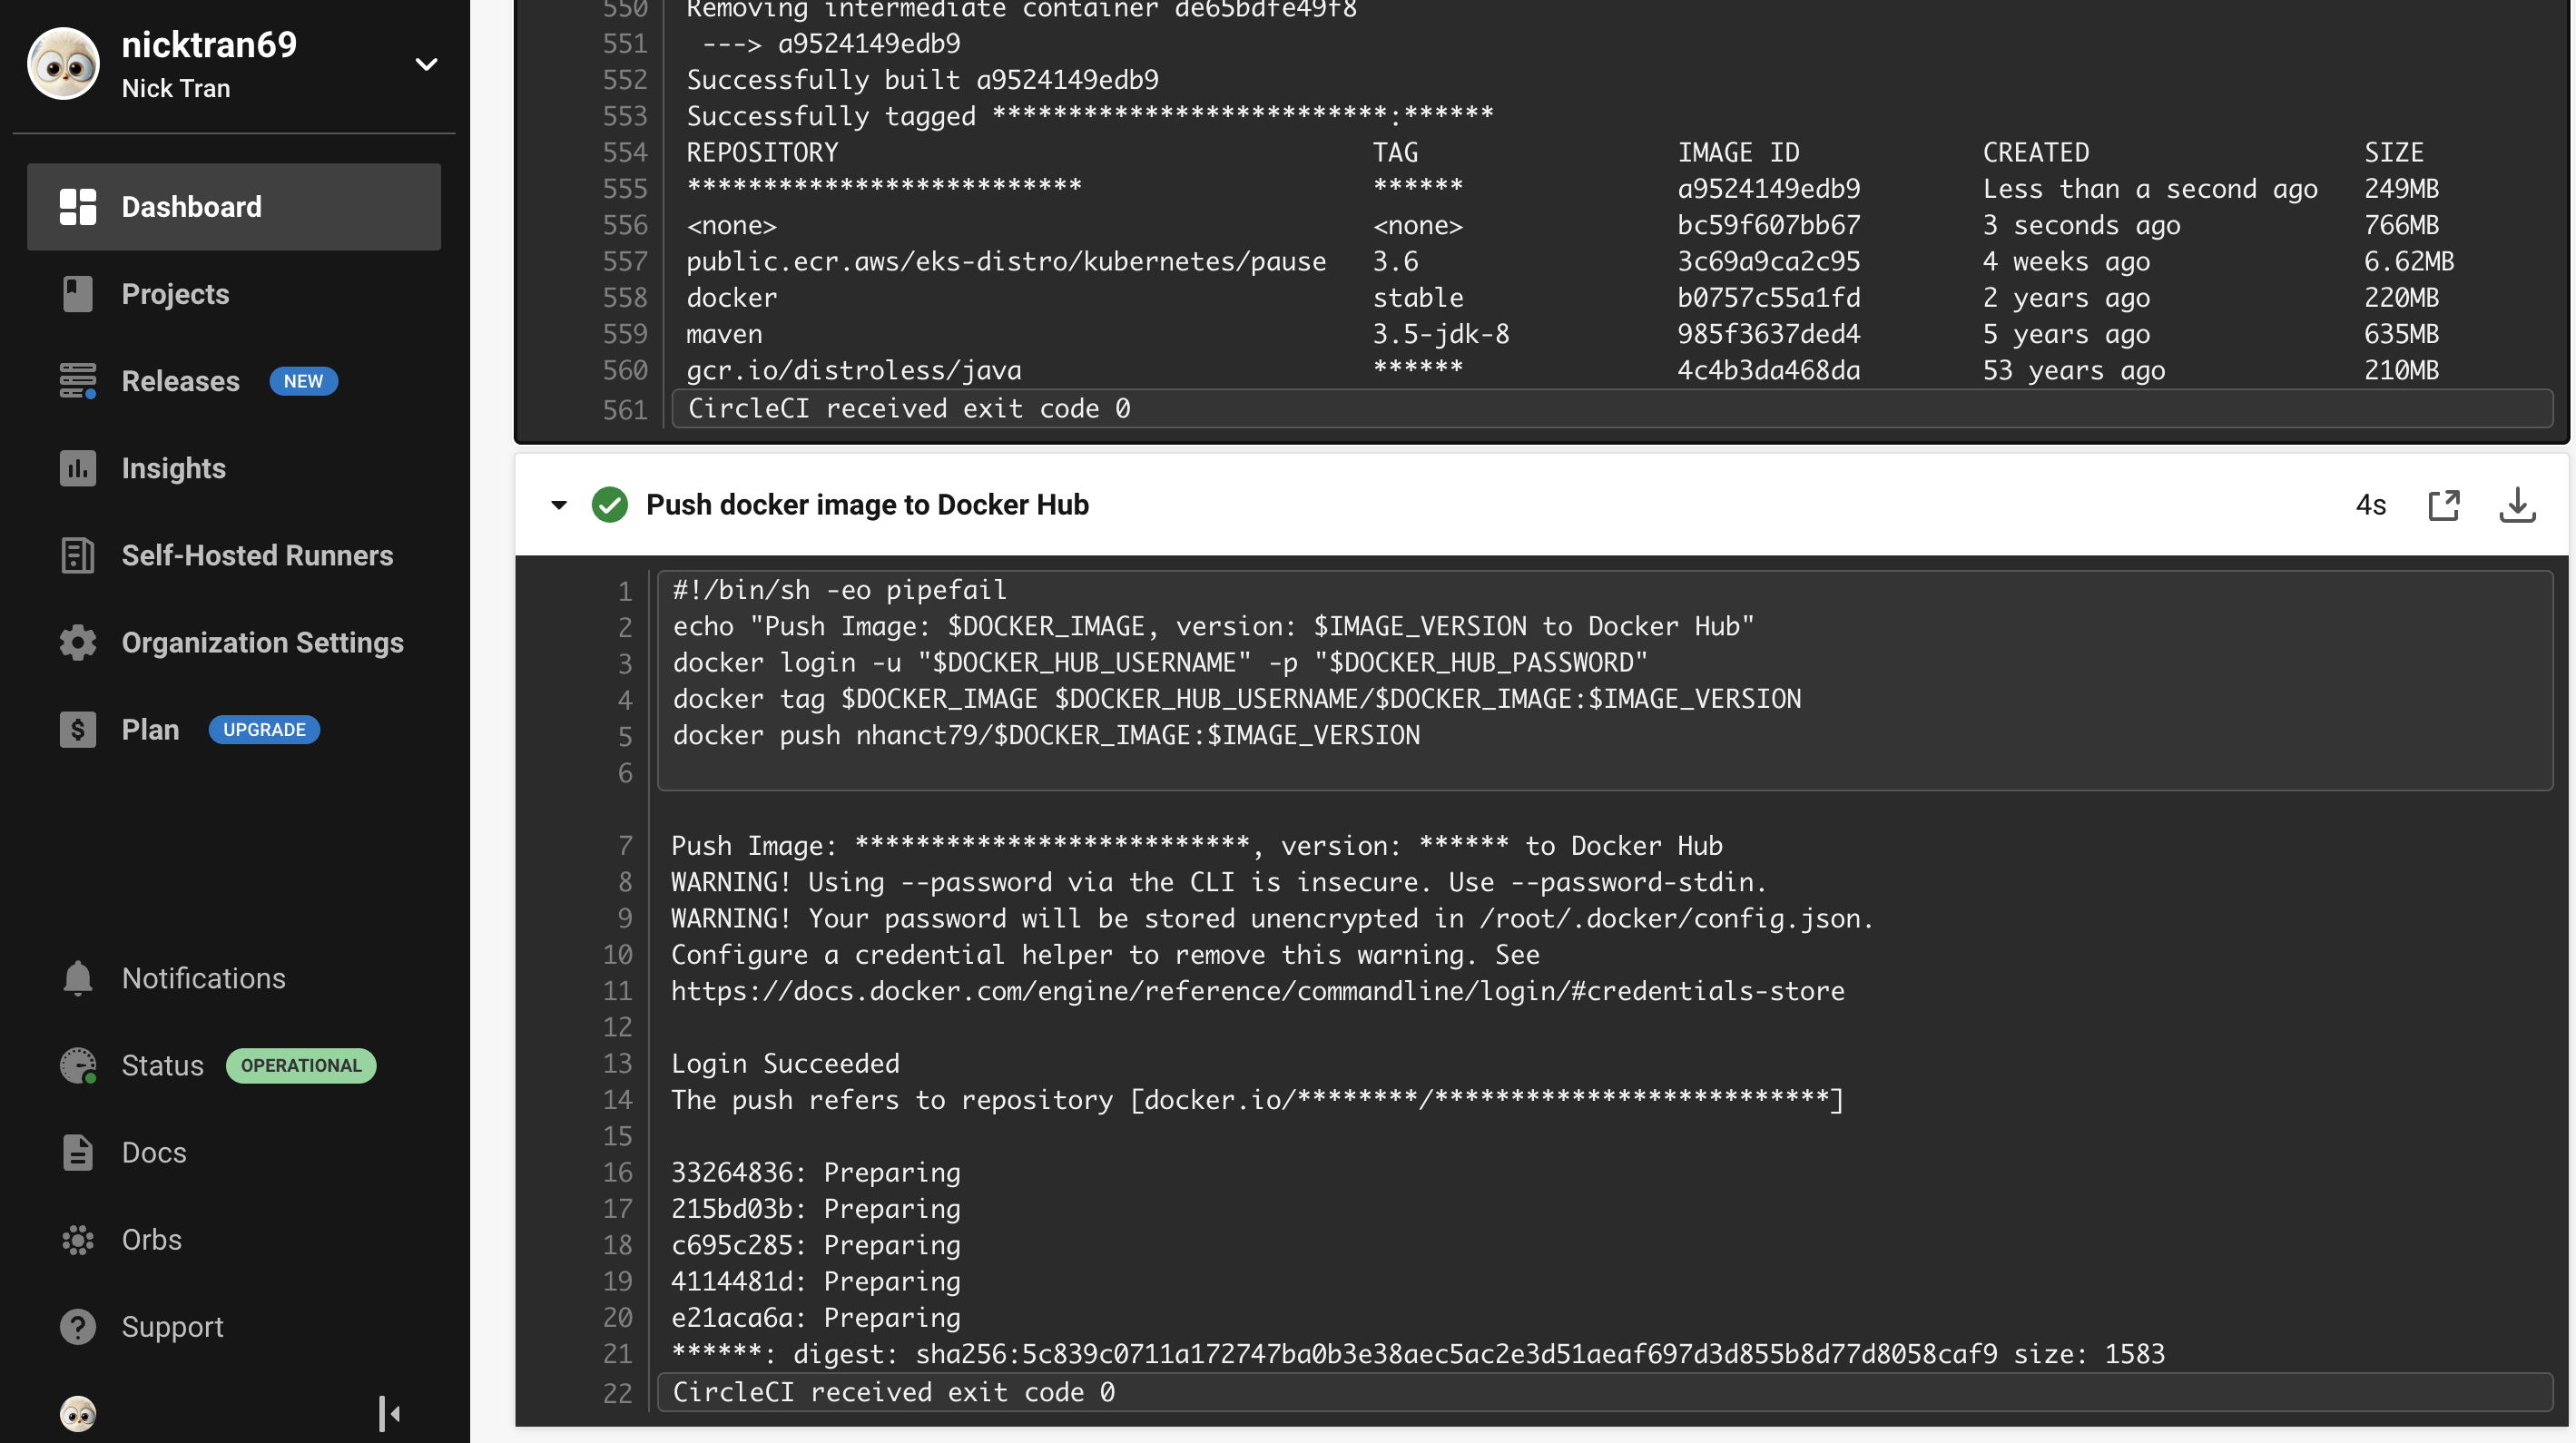 nicktran69
Nick Tran
Dashboard
Projects
Releases NEW
Insights
Self-Hosted Runners
Organization Settings
Plan UPGRADE
Notifications
Status OPERATIONAL
Docs
Orbs
Support
550 Removing intermediate container de65bdfe49f8
551 ---> a9524149edb9
552 Successfully built a9524149edb9
553 Successfully tagged **************************:******
554 REPOSITORY TAG IMAGE ID CREATED SIZE
555 ************************** ****** a9524149edb9 Less than a second ago 249MB
556 <none> <none> bc59f607bb67 3 seconds ago 766MB
557 public.ecr.aws/eks-distro/kubernetes/pause 3.6 3c69a9ca2c95 4 weeks ago 6.62MB
558 docker stable b0757c55a1fd 2 years ago 220MB
559 maven 3.5-jdk-8 985f3637ded4 5 years ago 635MB
560 gcr.io/distroless/java ****** 4c4b3da468da 53 years ago 210MB
561 CircleCI received exit code 0
Push docker image to Docker Hub 4s
1 #!/bin/sh -eo pipefail
2 echo "Push Image: $DOCKER_IMAGE, version: $IMAGE_VERSION to Docker Hub"
3 docker login -u "$DOCKER_HUB_USERNAME" -p "$DOCKER_HUB_PASSWORD"
4 docker tag $DOCKER_IMAGE $DOCKER_HUB_USERNAME/$DOCKER_IMAGE:$IMAGE_VERSION
5 docker push nhanct79/$DOCKER_IMAGE:$IMAGE_VERSION
6
7 Push Image: **************************, version: ****** to Docker Hub
8 WARNING! Using --password via the CLI is insecure. Use --password-stdin.
9 WARNING! Your password will be stored unencrypted in /root/.docker/config.json.
10 Configure a credential helper to remove this warning. See
11 https://docs.docker.com/engine/reference/commandline/login/#credentials-store
12
13 Login Succeeded
14 The push refers to repository [docker.io/********/**************************]
15
16 33264836: Preparing
17 215bd03b: Preparing
18 c695c285: Preparing
19 4114481d: Preparing
20 e21aca6a: Preparing
21 ******: digest: sha256:5c839c0711a172747ba0b3e38aec5ac2e3d51aeaf697d3d855b8d77d8058caf9 size: 1583
22 CircleCI received exit code 0